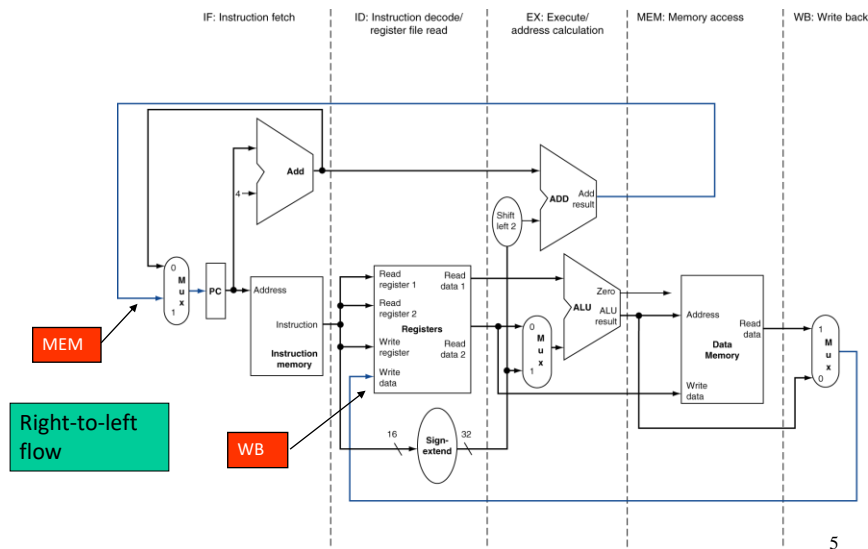 IF: Instruction fetch
ID: Instruction decode/
register file read
EX: Execute/
address calculation
MEM: Memory access
WB: Write back
Add
4
ADD
Add
result
Shift
left 2
0
M
u
x
1
PC
Address
Instruction
Instruction
memory
Read
register 1
Read
register 2
Write
register
Write
data
Registers
Read
data 1
Read
data 2
0
M
u
x
1
Zero
ALU
ALU
result
Address
Write
data
Read
data
Data
Memory
1
M
u
x
0
16
Sign-
extend
32
MEM
WB
Right-to-left
flow
5